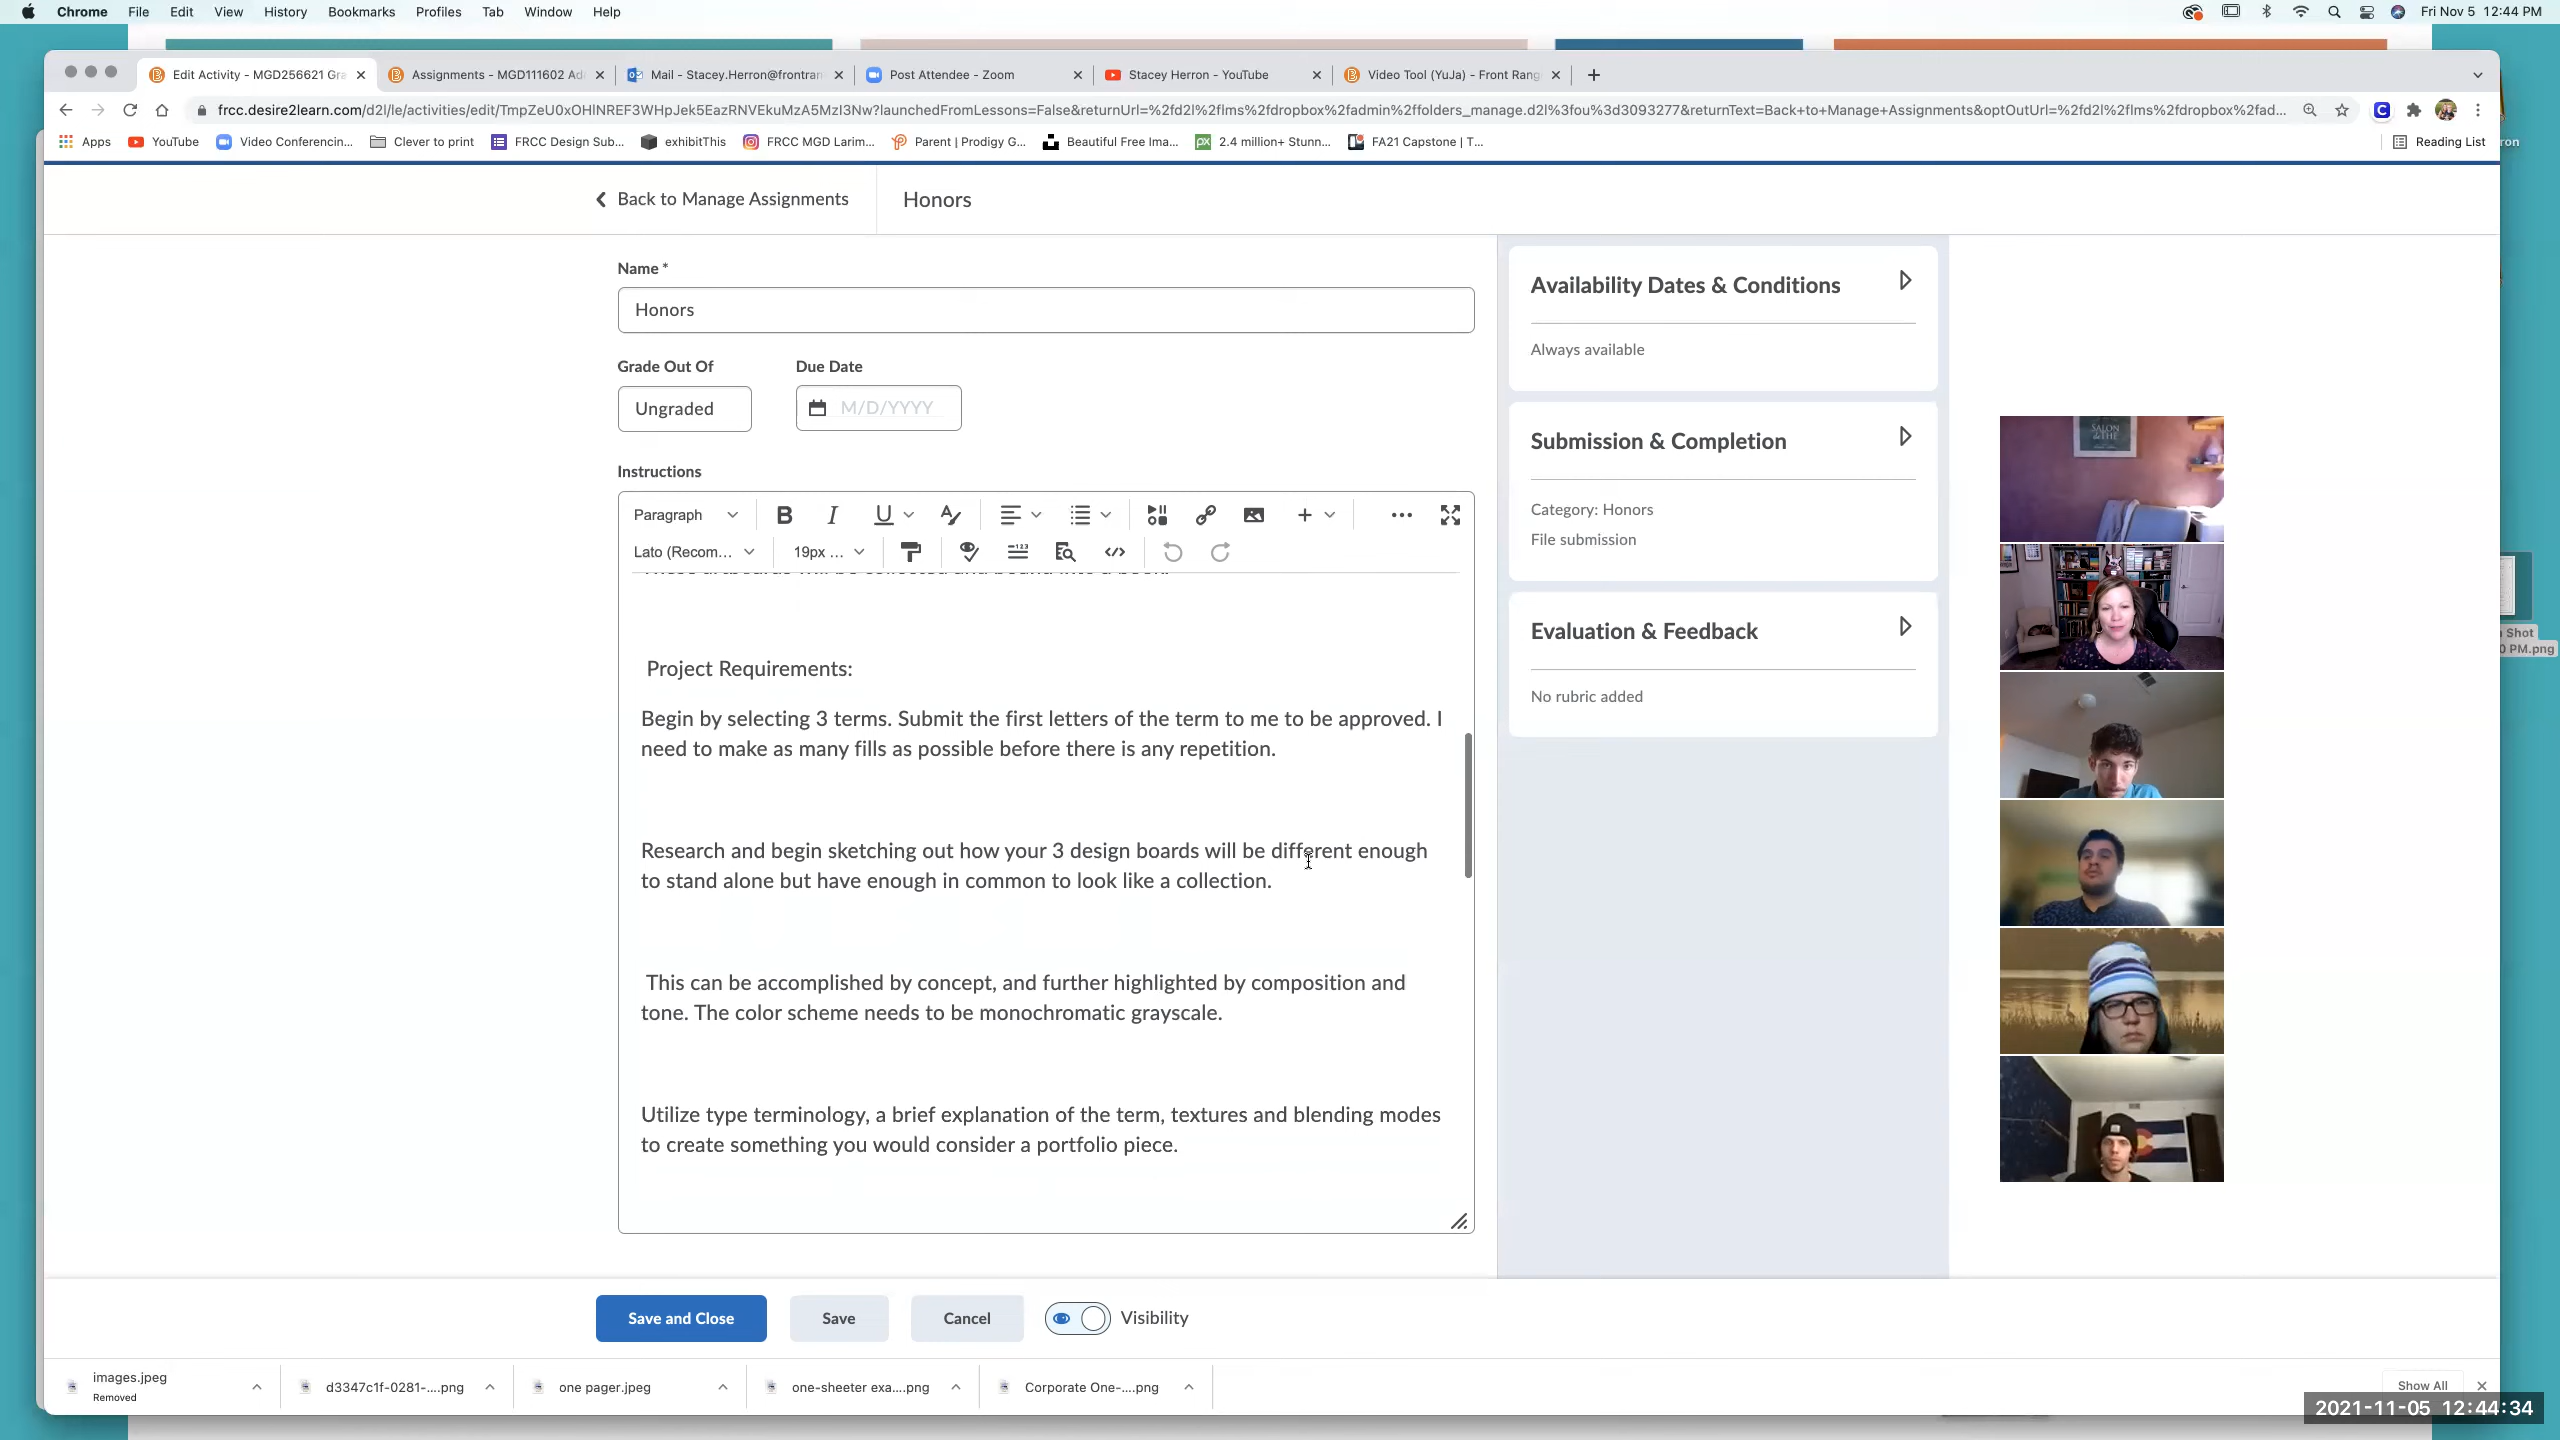 Chrome File Edit View History Bookmarks Profiles Tab Window Help Fri Nov 5 12:44 PM
Edit Activity - MGD256621 Gra Assignments - MGD111602 Ad Mail - Stacey.Herron@frontran Post Attendee - Zoom Stacey Herron - YouTube Video Tool (YuJa) - Front Rang
frcc.desire2learn.com/d2l/le/activities/edit/TmpZeU0xOHlNREF3WHpJek5EazRNVEkuMzA5MzI3Nw?launchedFromLessons=False&returnUrl=%2fd2l%2flms%2fdropbox%2fadmin%2ffolders_manage.d2l%3fou%3d3093277&returnText=Back+to+Manage+Assignments&optOutUrl=%2fd2l%2flms%2fdropbox%2fad...
Apps YouTube Video Conferencin... Clever to print FRCC Design Sub... exhibitThis FRCC MGD Larim... Parent | Prodigy G... Beautiful Free Ima... 2.4 million+ Stunn... FA21 Capstone | T... Reading List
ron
Back to Manage Assignments Honors
Name *
Honors
Grade Out Of Due Date
Ungraded M/D/YYYY
Instructions
Paragraph
Lato (Recom... 19px ...
Project Requirements:
Begin by selecting 3 terms. Submit the first letters of the term to me to be approved. I
need to make as many fills as possible before there is any repetition.
Research and begin sketching out how your 3 design boards will be different enough
to stand alone but have enough in common to look like a collection.
This can be accomplished by concept, and further highlighted by composition and
tone. The color scheme needs to be monochromatic grayscale.
Utilize type terminology, a brief explanation of the term, textures and blending modes
to create something you would consider a portfolio piece.
Availability Dates & Conditions
Always available
Submission & Completion
Category: Honors
File submission
Evaluation & Feedback
No rubric added
SALON
de THÉ
Shot
0 PM.png
Save and Close Save Cancel Visibility
images.jpeg
Removed
d3347c1f-0281-....png one pager.jpeg one-sheeter exa....png Corporate One-....png Show All
2021-11-05 12:44:34